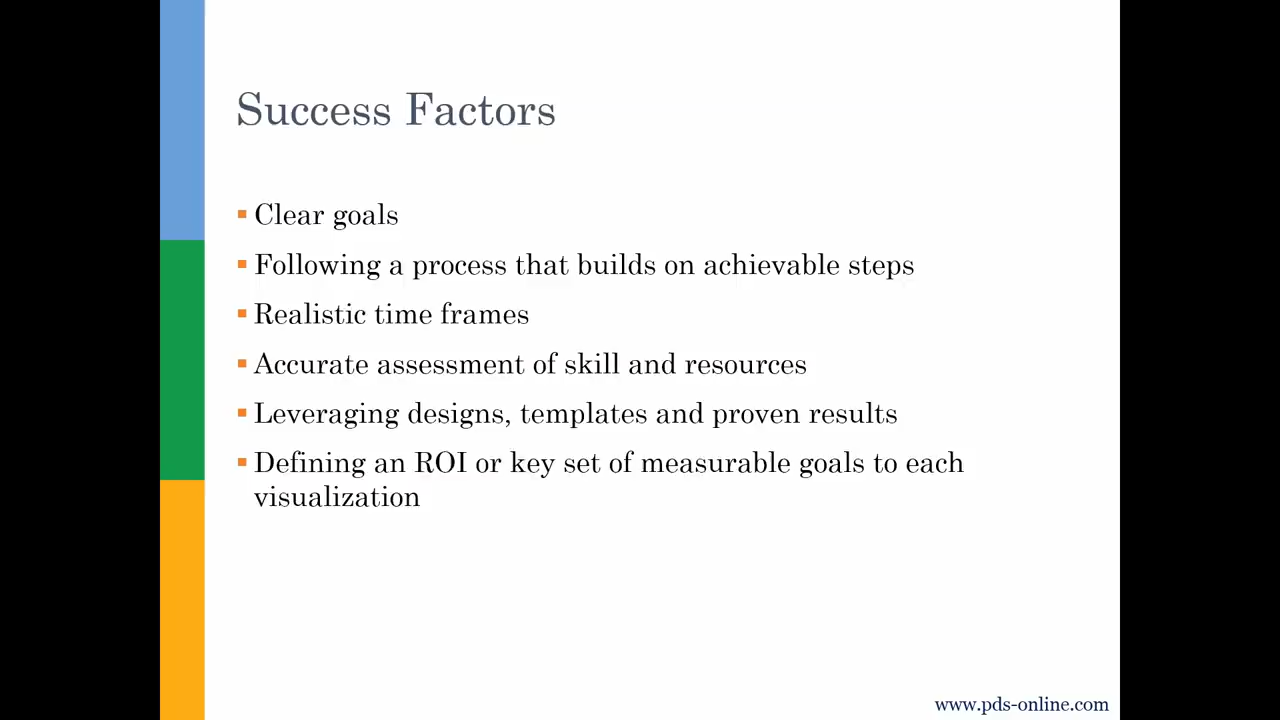 Success Factors
Clear goals
Following a process that builds on achievable steps
Realistic time frames
Accurate assessment of skill and resources
Leveraging designs, templates and proven results
Defining an ROI or key set of measurable goals to each
visualization
www.pds-online.com